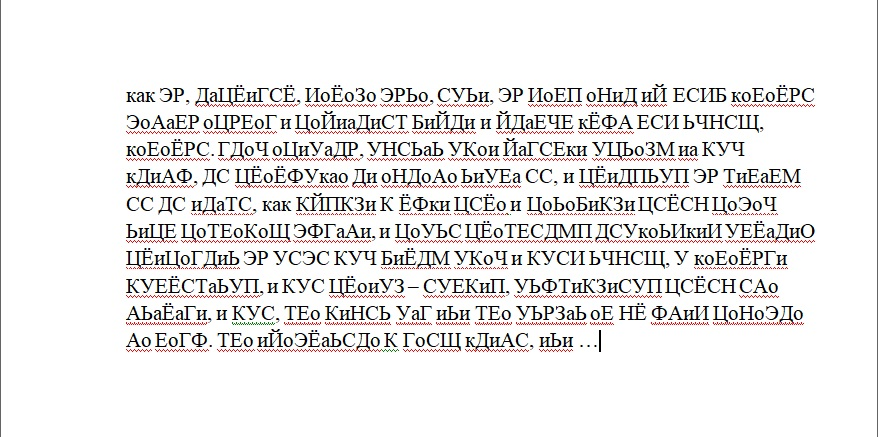 как ЭР, ДаЦЁиГСЁ, ИоЁоЗо ЭРЬо, СУЬи, ЭР ИоЕП оНиД иЙ ЕСИБ коЕоЁРС
ЭоАаЕР оЦРЕоГ и ЦоЙиаДиСТ БиЙДи и ЙДаЕЧЕ кЁФА ЕСИ ЬЧНСЩ,
коЕоЁРС. ГДоЧ оЦиУаДР, УНСЬаЬ УКои ЙаГСЕки УЦЬоЗМ иа КУЧ
кДиАФ, ДС ЦЁоЁФУкао Ди оНДоАо ЬиУЕа СС, и ЦЁиДПЬУП ЭР ТиЕаЕМ
СС ДС иДаТС, как КЙПКЗи К ЁФки ЦСЁо и ЦоЬоБиКЗи ЦСЁСН ЦоЭоЧ
ЬиЦЕ ЦоТЕоКоЩ ЭФГаАи, и ЦоУЬС ЦЁоТЕСДМП ДСУкоЬИкиИ УЕЁаДиО
ЦЁиЦоГДиЬ ЭР УСЭС КУЧ БиЁДМ УКоЧ и КУСИ ЬЧНСЩ, У коЕоЁРГи
КУЕЁСТаЬУП, и КУС ЦЁоиУЗ – СУЕКиП, УЬФТиКЗиСУП ЦСЁСН САо
АЬаЁаГи, и КУС, ТЕо КиНСЬ УаГ иЬи ТЕо УЬРЗаЬ оЕ НЁ ФАиИ ЦоНоЭДо
Ао ЕоГФ. ТЕо иЙоЭЁаЬСДо К ГоСЩ кДиАС, иЬи …